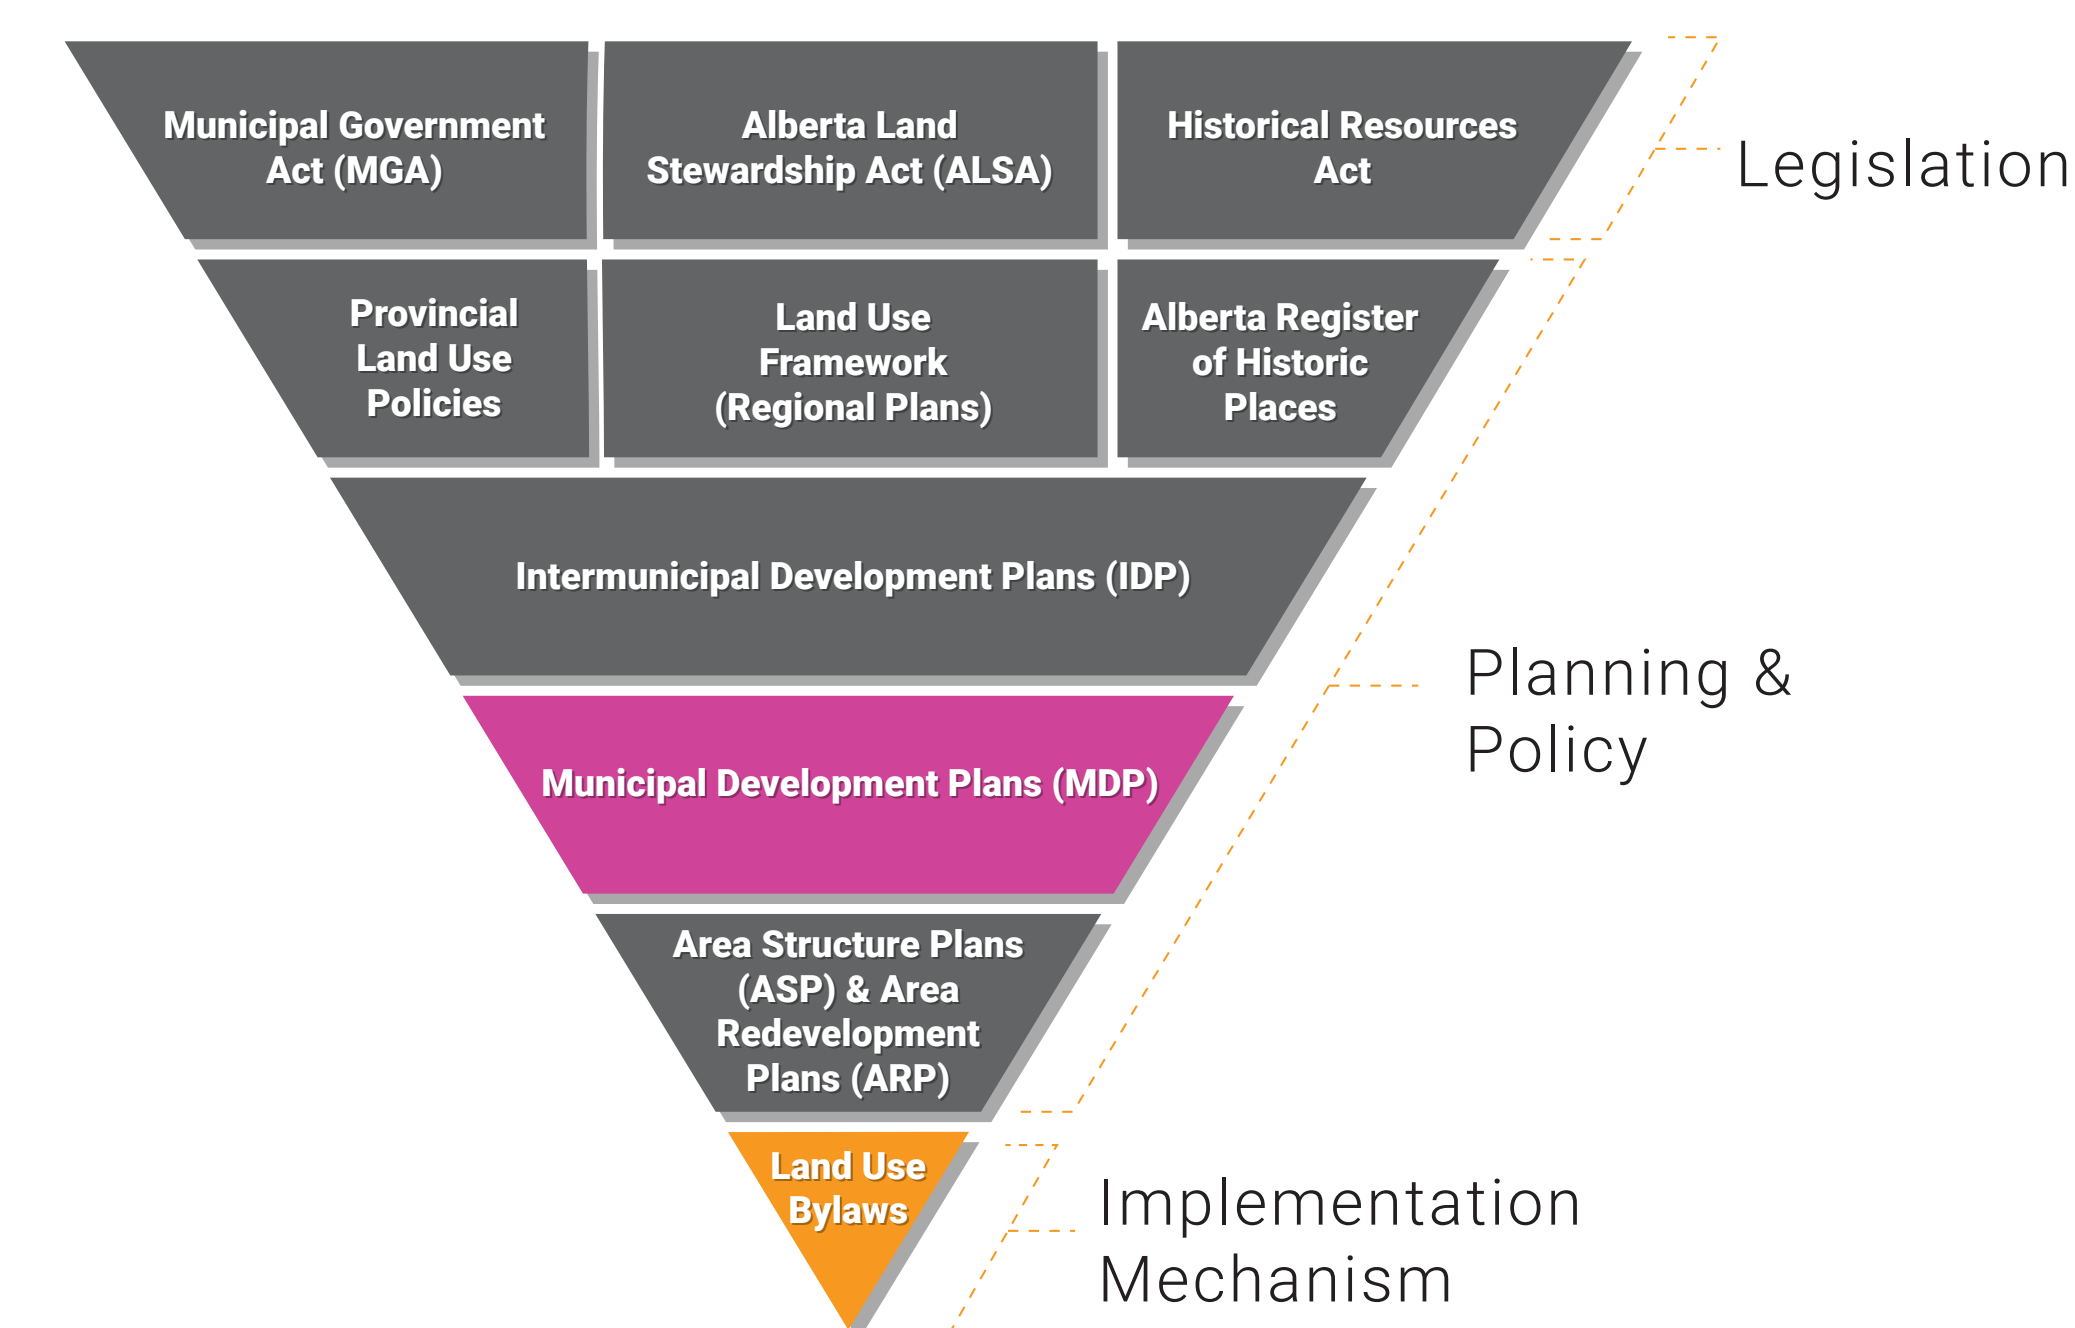 Municipal Government
Act (MGA)
Alberta Land
Stewardship Act (ALSA)
Historical Resources
Act
Legislation
Provincial
Land Use
Policies
Land Use
Framework
(Regional Plans)
Alberta Register
of Historic
Places
Intermunicipal Development Plans (IDP)
Planning &
Policy
Municipal Development Plans (MDP)
Area Structure Plans
(ASP) & Area
Redevelopment
Plans (ARP)
Land Use
Bylaws
Implementation
Mechanism